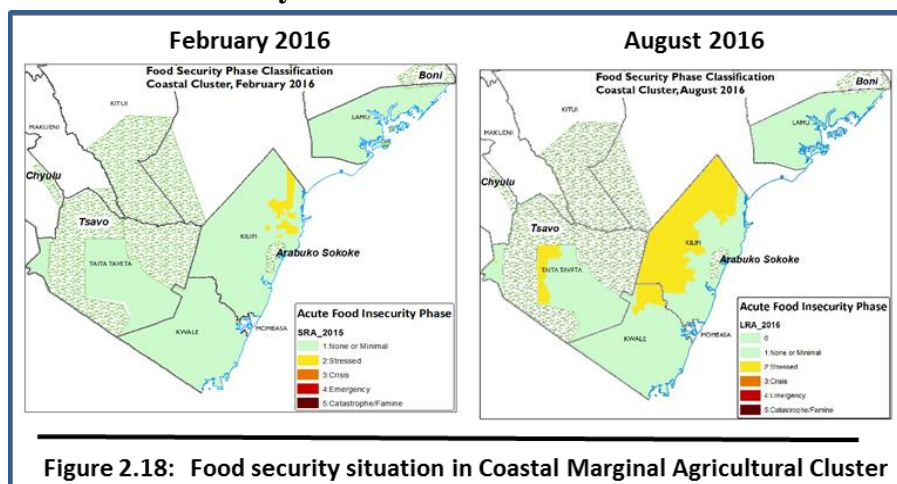 February 2016
August 2016
Food Security Phase Classification
Coastal Cluster, February 2016
Boni
KITUI
MAKUENI
LAMU
Chyulu
Tsavo
KILIFI
TAITA TAVETA
Arabuko Sokoke
KWALE
MOMBASA
Acute Food Insecurity Phase
SRA_2015
1:None or Minimal
2:Stressed
3:Crisis
4:Emergency
5:Catastrophe/Famine
Food Security Phase Classification
Coastal Cluster, August 2016
Boni
KITUI
MAKUENI
LAMU
Chyulu
Tsavo
KILIFI
Arabuko Sokoke
TAITA TAVETA
KWALE
MOMBASA
Acute Food Insecurity Phase
LRA_2016
0
1:None or Minimal
2:Stressed
3:Crisis
4:Emergency
5:Catastrophe/Famine
Figure 2.18: Food security situation in Coastal Marginal Agricultural Cluster